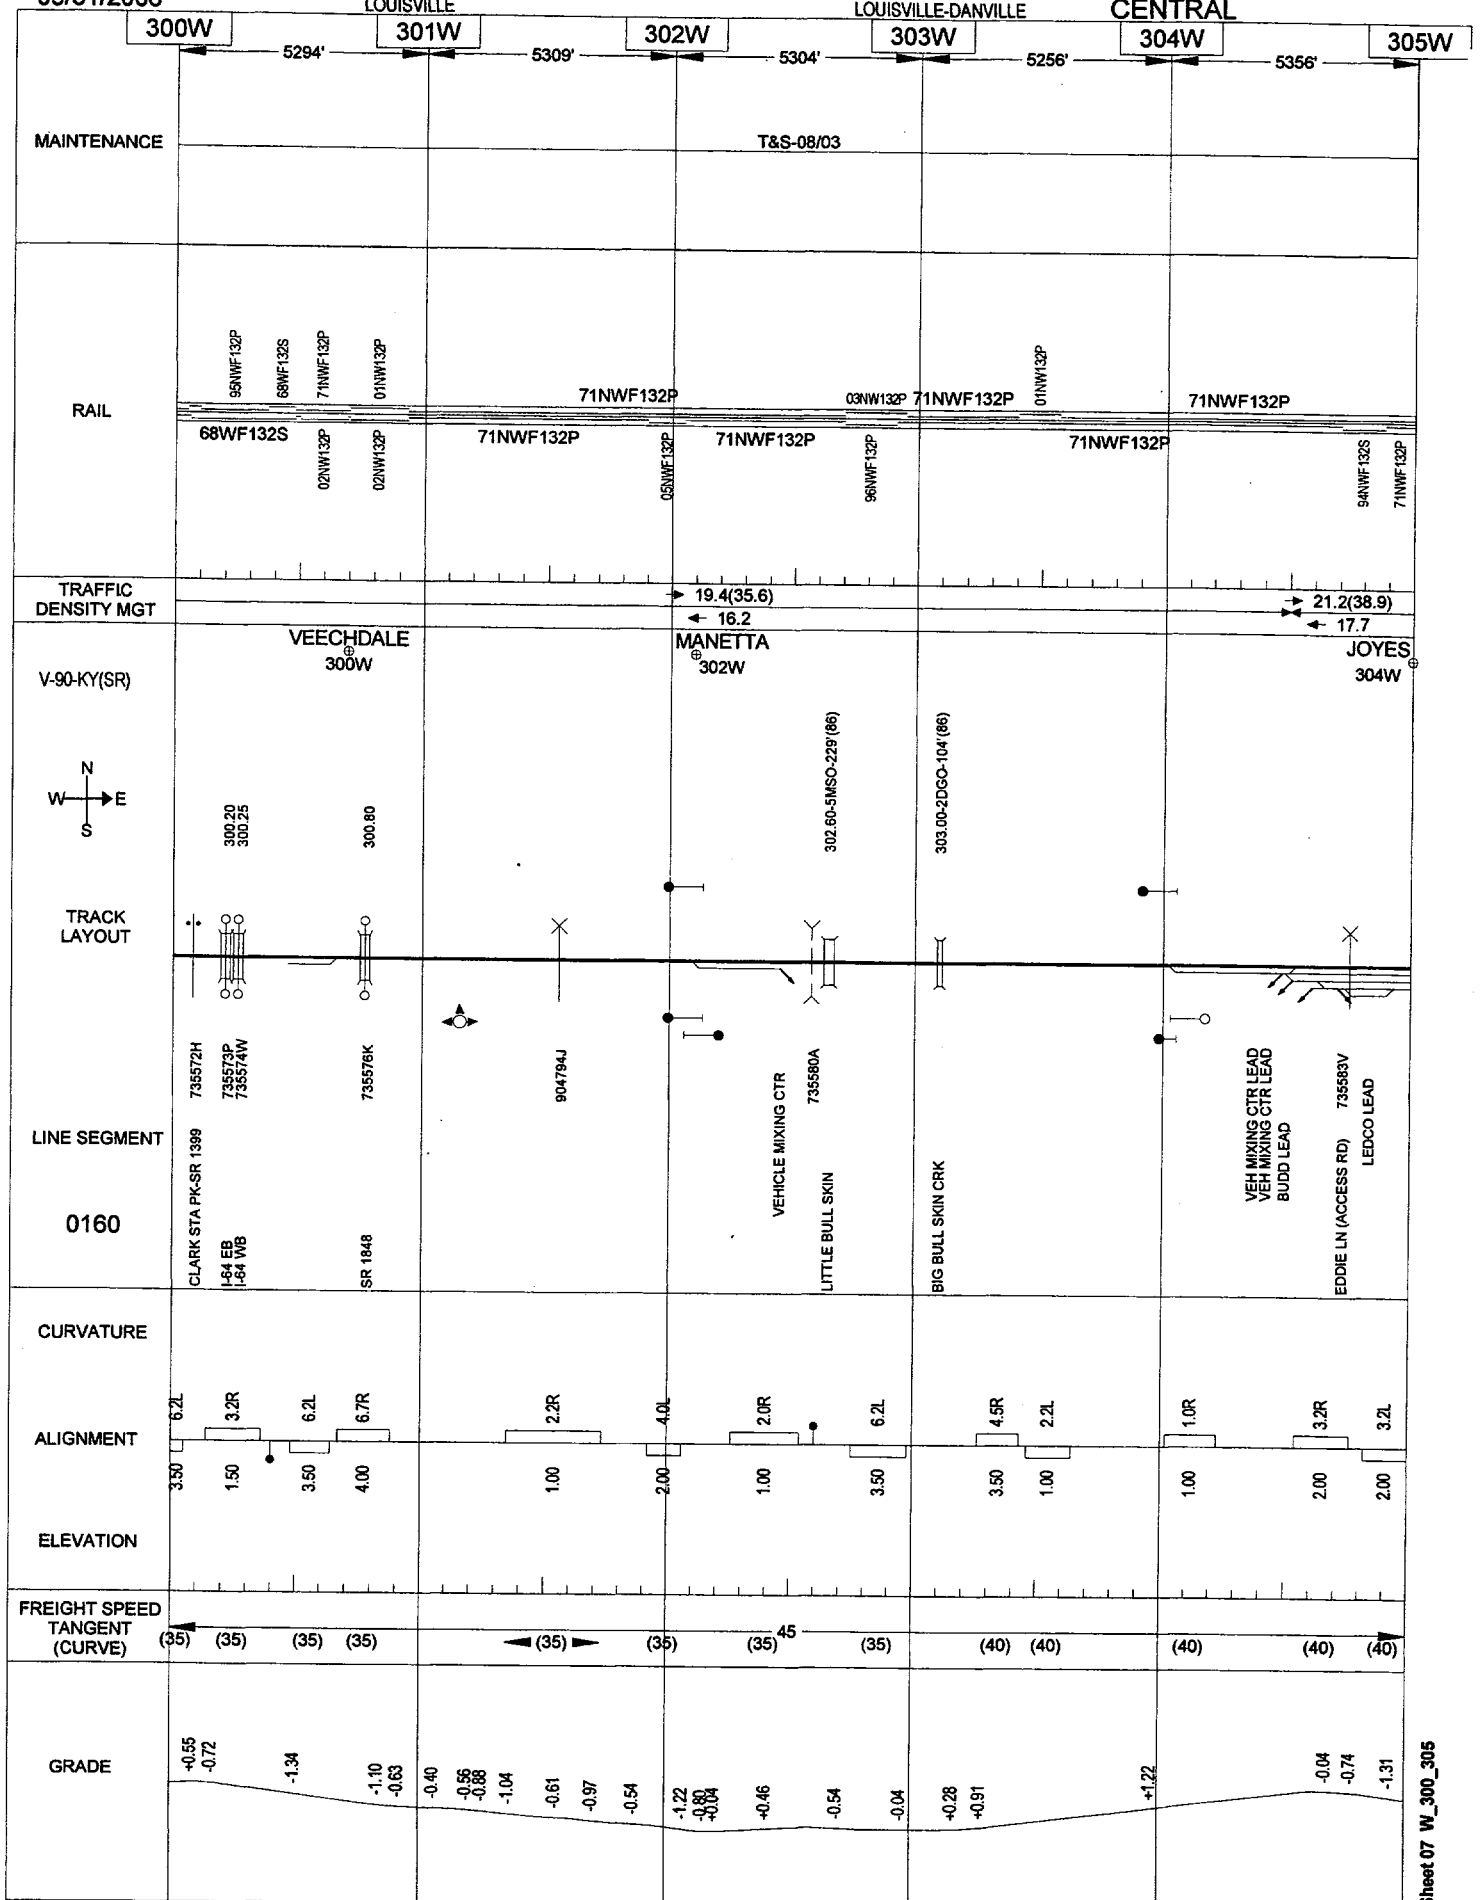 LOUISVILLE
LOUISVILLE-DANVILLE
CENTRAL
300W
301W
302W
303W
304W
305W
5294'
5309'
5304'
5256'
5356'
MAINTENANCE
T&S-08/03
RAIL
95NWF132P
68WF132S
71NWF132P
01NW132P
71NWF132P
03NW132P
71NWF132P
01NW132P
71NWF132P
68WF132S
02NW132P
02NW132P
71NWF132P
05NWF132P
71NWF132P
96NWF132P
71NWF132P
94NWF132S
71NWF132P
TRAFFIC
DENSITY MGT
19.4(35.6)
16.2
21.2(38.9)
17.7
V-90-KY(SR)
VEECHDALE
300W
MANETTA
302W
JOYES
304W
N
W E
S
300.20
300.25
300.80
302.60-5MSO-229'(86)
303.00-2DGO-104'(86)
TRACK
LAYOUT
LINE SEGMENT
0160
CLARK STA PK-SR 1399 735572H
I-64 EB 735573P
I-64 WB 735574W
SR 1848 735576K
904794J
VEHICLE MIXING CTR
LITTLE BULL SKIN 735580A
BIG BULL SKIN CRK
VEH MIXING CTR LEAD
VEH MIXING CTR LEAD
BUDD LEAD
EDDIE LN (ACCESS RD) 735583V
LEDCO LEAD
CURVATURE
6.2L
3.2R
6.2L
6.7R
2.2R
4.0L
2.0R
6.2L
4.5R
2.2L
1.0R
3.2R
3.2L
ALIGNMENT
3.50
1.50
3.50
4.00
1.00
2.00
1.00
3.50
3.50
1.00
1.00
2.00
2.00
ELEVATION
FREIGHT SPEED
TANGENT
(CURVE)
45
(35) (35) (35) (35) (35) (35) (35) (35) (40) (40) (40) (40) (40)
GRADE
+0.55
-0.72
-1.34
-1.10
-0.63
-0.40
-0.56
-0.88
-1.04
-0.61
-0.97
-0.54
-1.22
-0.80
+0.04
+0.46
-0.54
-0.04
+0.28
+0.91
+1.22
-0.04
-0.74
-1.31
Sheet 07 W_300_305